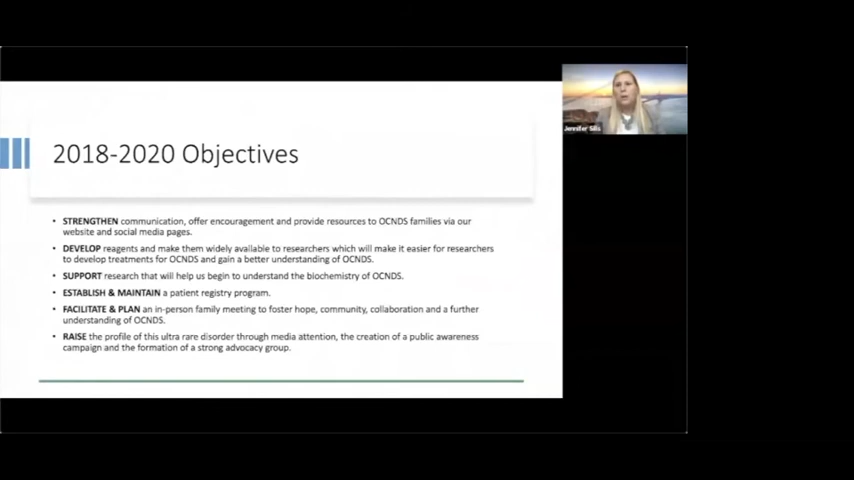 2018-2020 Objectives
Jennifer Sills
• STRENGTHEN communication, offer encouragement and provide resources to OCNDS families via our
website and social media pages.
• DEVELOP reagents and make them widely available to researchers which will make it easier for researchers
to develop treatments for OCNDS and gain a better understanding of OCNDS.
• SUPPORT research that will help us begin to understand the biochemistry of OCNDS.
• ESTABLISH & MAINTAIN a patient registry program.
• FACILITATE & PLAN an in-person family meeting to foster hope, community, collaboration and a further
understanding of OCNDS.
• RAISE the profile of this ultra rare disorder through media attention, the creation of a public awareness
campaign and the formation of a strong advocacy group.